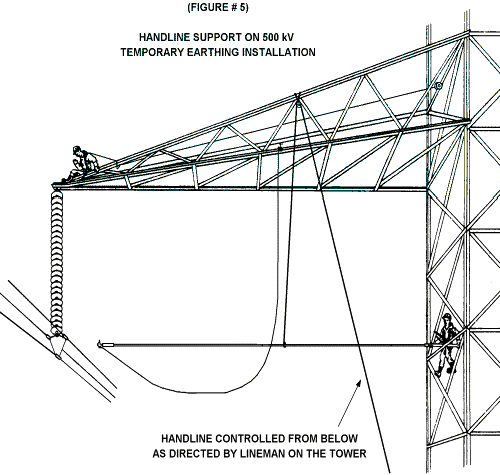 (FIGURE # 5)
HANDLINE SUPPORT ON 500 kV
TEMPORARY EARTHING INSTALLATION
HANDLINE CONTROLLED FROM BELOW
AS DIRECTED BY LINEMAN ON THE TOWER